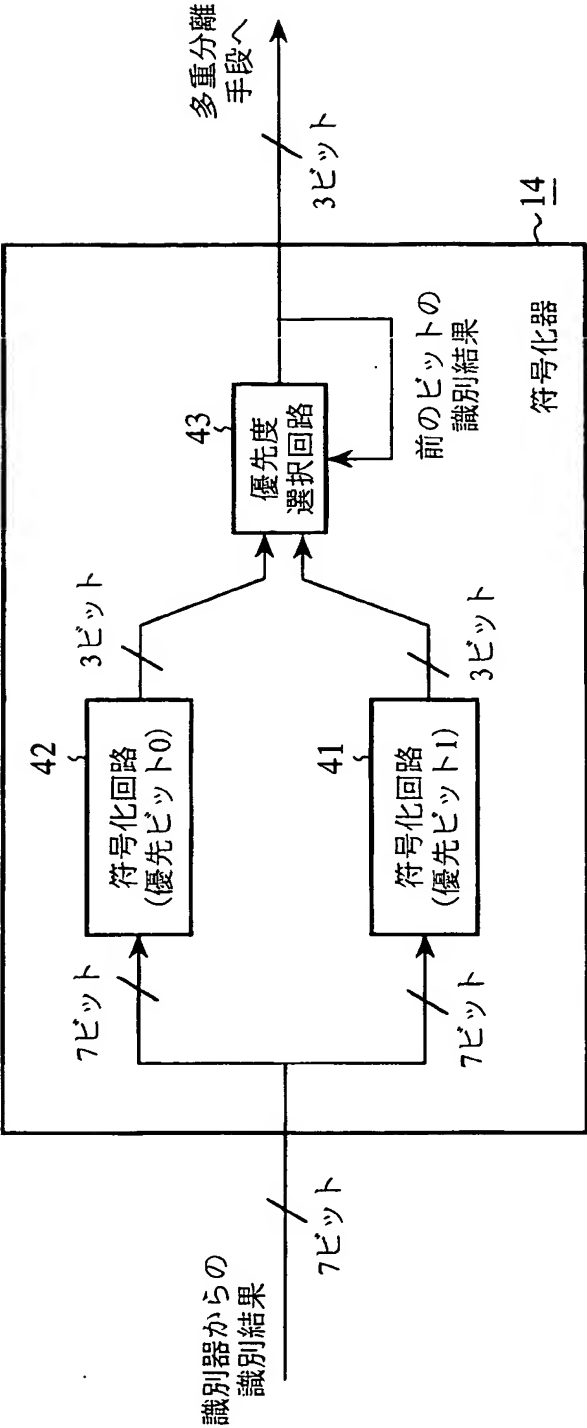 識別器からの
識別結果
7ビット
7ビット
7ビット
42
符号化回路
(優先ビット0)
41
符号化回路
(優先ビット1)
3ビット
3ビット
43
優先度
選択回路
前のビットの
識別結果
符号化器
14
3ビット
多重分離
手段へ